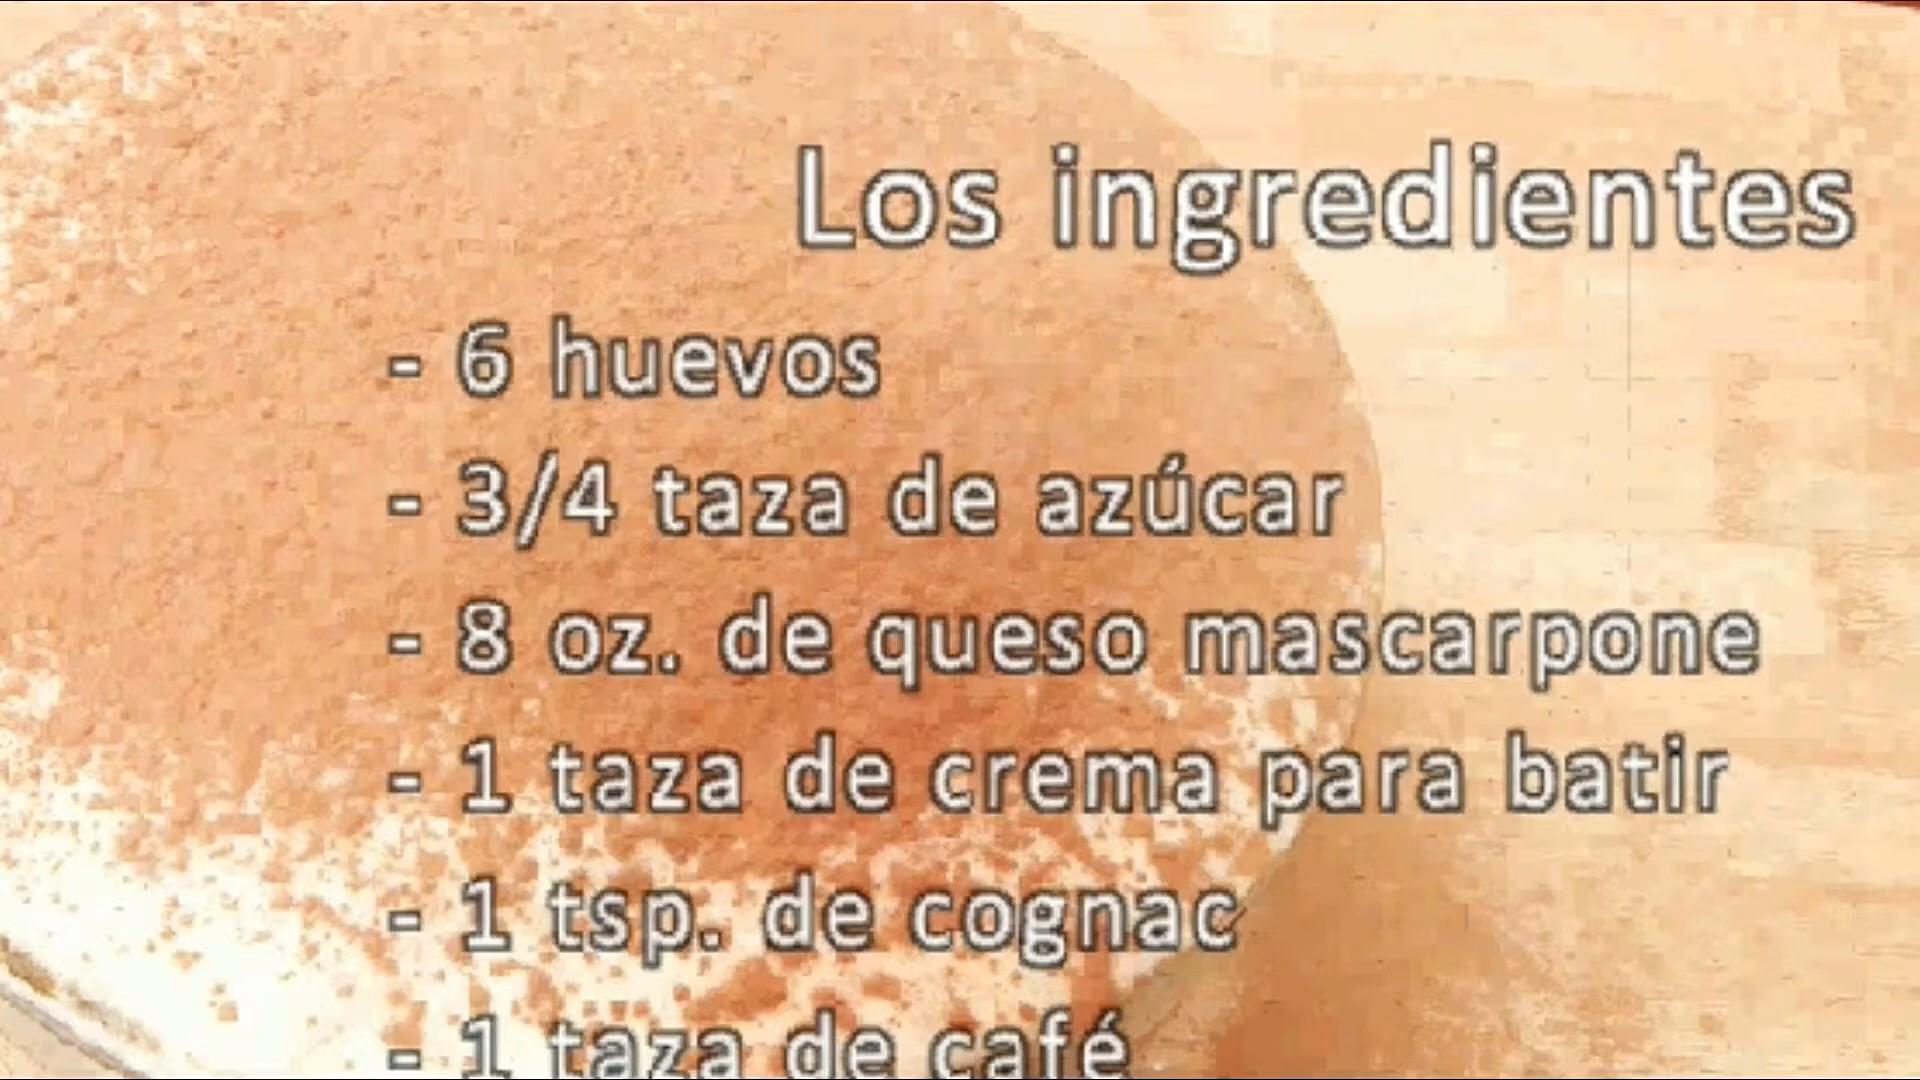 Los ingredientes
- 6 huevos
- 3/4 taza de azúcar
- 8 oz. de queso mascarpone
- 1 taza de crema para batir
- 1 tsp. de cognac
- 1 taza de café